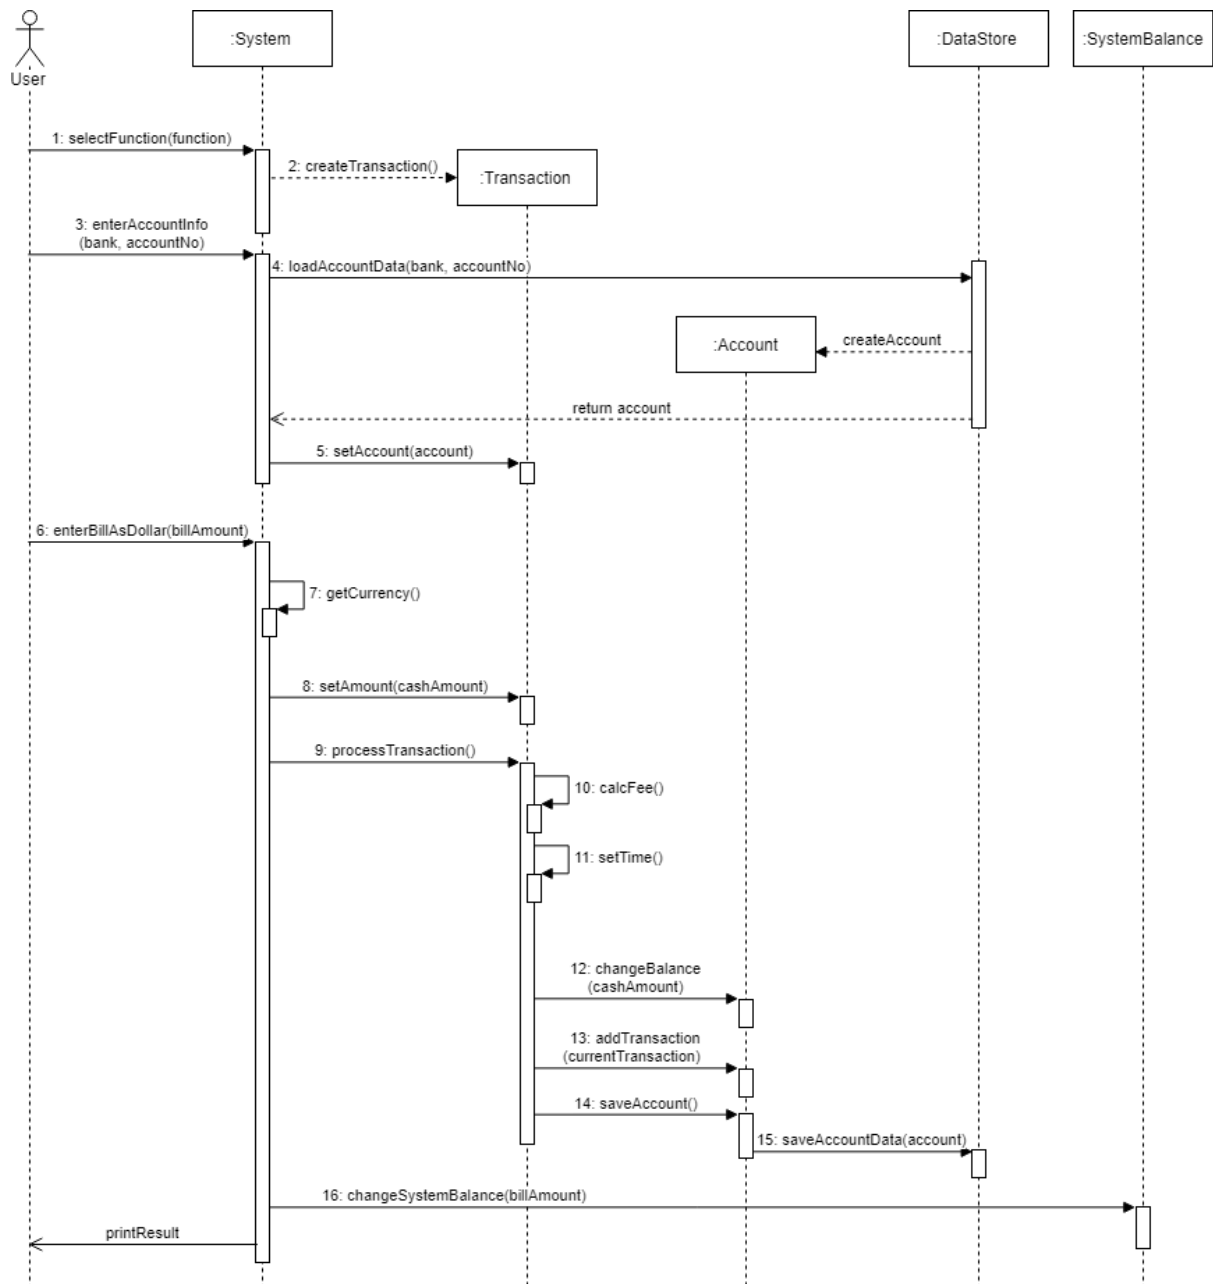 :System
:DataStore
:SystemBalance
User
1: selectFunction(function)
2: createTransaction()
:Transaction
3: enterAccountInfo
(bank, accountNo)
4: loadAccountData(bank, accountNo)
:Account
createAccount
return account
5: setAccount(account)
6: enterBillAsDollar(billAmount)
7: getCurrency()
8: setAmount(cashAmount)
9: processTransaction()
10: calcFee()
11: setTime()
12: changeBalance
(cashAmount)
13: addTransaction
(currentTransaction)
14: saveAccount()
15: saveAccountData(account)
16: changeSystemBalance(billAmount)
printResult